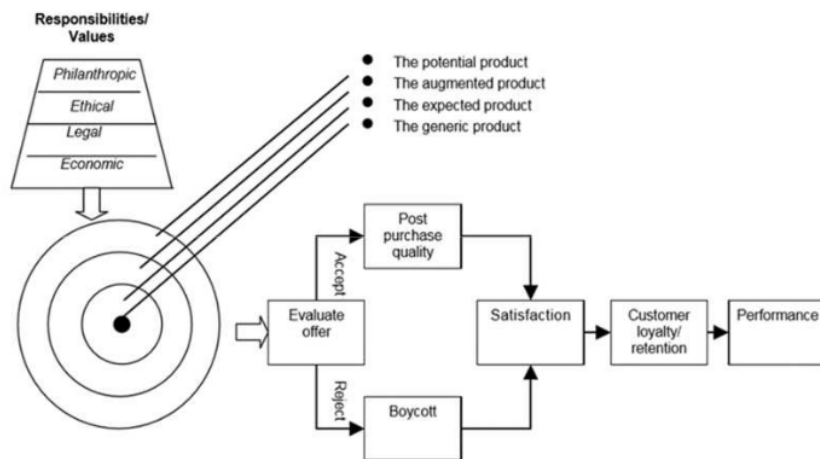 Responsibilities/
Values
Philanthropic
Ethical
Legal
Economic
The potential product
The augmented product
The expected product
The generic product
Evaluate
offer
Accept
Reject
Post
purchase
quality
Boycott
Satisfaction
Customer
loyalty/
retention
Performance